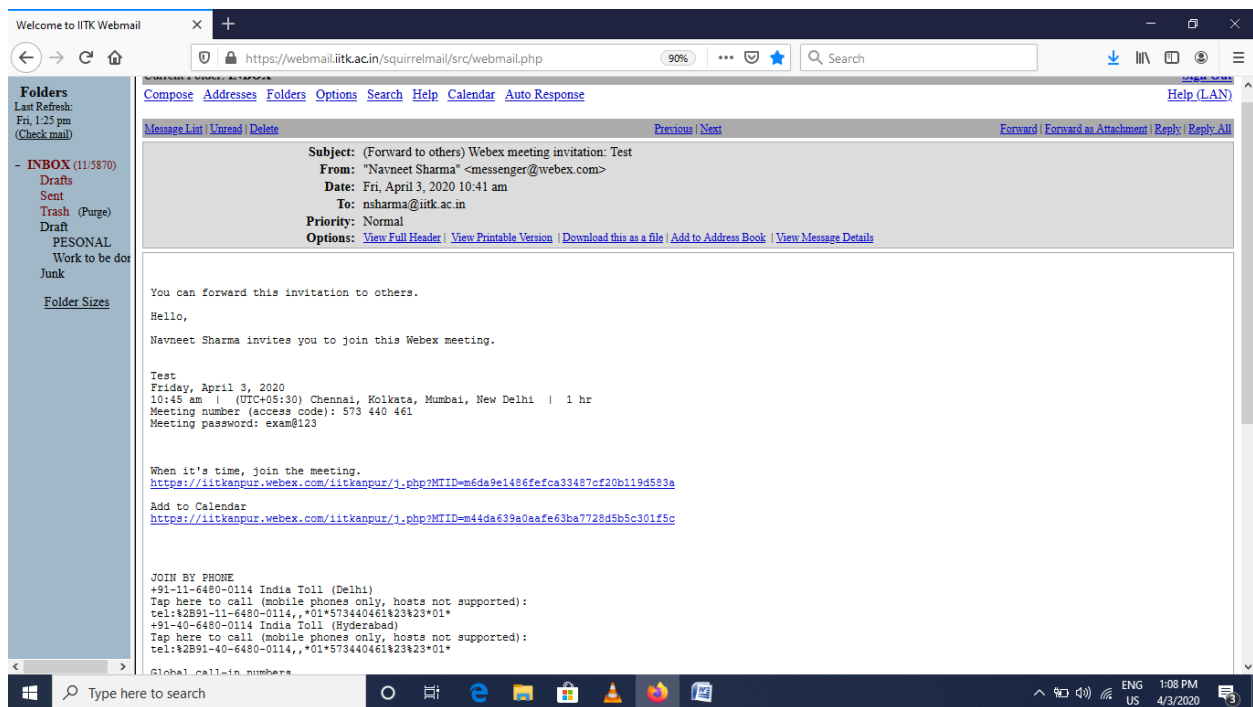 Welcome to IITK Webmail
https://webmail.iitk.ac.in/squirrelmail/src/webmail.php
90%
Search
Folders
Last Refresh:
Fri, 1:25 pm
(Check mail)
- INBOX (11/5870)
Drafts
Sent
Trash (Purge)
Draft
PESONAL
Work to be dor
Junk
Folder Sizes
Current Folder: INBOX
Sign Out
Compose Addresses Folders Options Search Help Calendar Auto Response
Help (LAN)
Message List | Unread | Delete
Previous | Next
Forward | Forward as Attachment | Reply | Reply All
Subject: (Forward to others) Webex meeting invitation: Test
From: "Navneet Sharma" <messenger@webex.com>
Date: Fri, April 3, 2020 10:41 am
To: nsharma@iitk.ac.in
Priority: Normal
Options: View Full Header | View Printable Version | Download this as a file | Add to Address Book | View Message Details
You can forward this invitation to others.
Hello,
Navneet Sharma invites you to join this Webex meeting.
Test
Friday, April 3, 2020
10:45 am | (UTC+05:30) Chennai, Kolkata, Mumbai, New Delhi | 1 hr
Meeting number (access code): 573 440 461
Meeting password: exam@123
When it's time, join the meeting.
https://iitkanpur.webex.com/iitkanpur/j.php?MTID=m6da9e1486fefca33487cf20b119d583a
Add to Calendar
https://iitkanpur.webex.com/iitkanpur/j.php?MTID=m44da639a0aafe63ba7728d5b5c301f5c
JOIN BY PHONE
+91-11-6480-0114 India Toll (Delhi)
Tap here to call (mobile phones only, hosts not supported):
tel:%2B91-11-6480-0114,,*01*573440461%23%23*01*
+91-40-6480-0114 India Toll (Hyderabad)
Tap here to call (mobile phones only, hosts not supported):
tel:%2B91-40-6480-0114,,*01*573440461%23%23*01*
Global call-in numbers
Type here to search
ENG
US
1:08 PM
4/3/2020
3